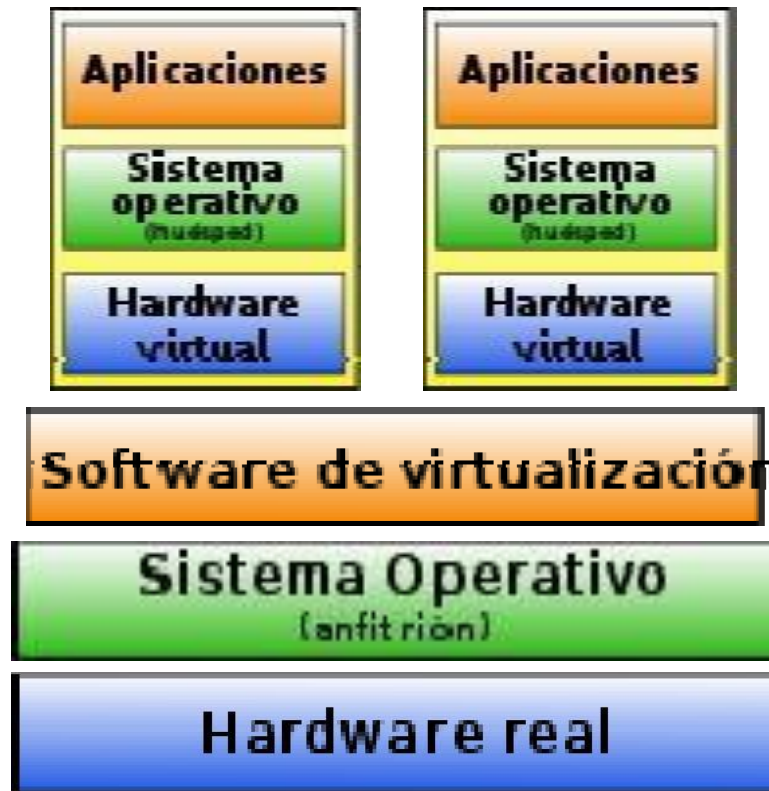 Aplicaciones
Sistema
operativo
(huésped)
Hardware
virtual
Aplicaciones
Sistema
operativo
(huésped)
Hardware
virtual
Software de virtualización
Sistema Operativo
(anfitrión)
Hardware real